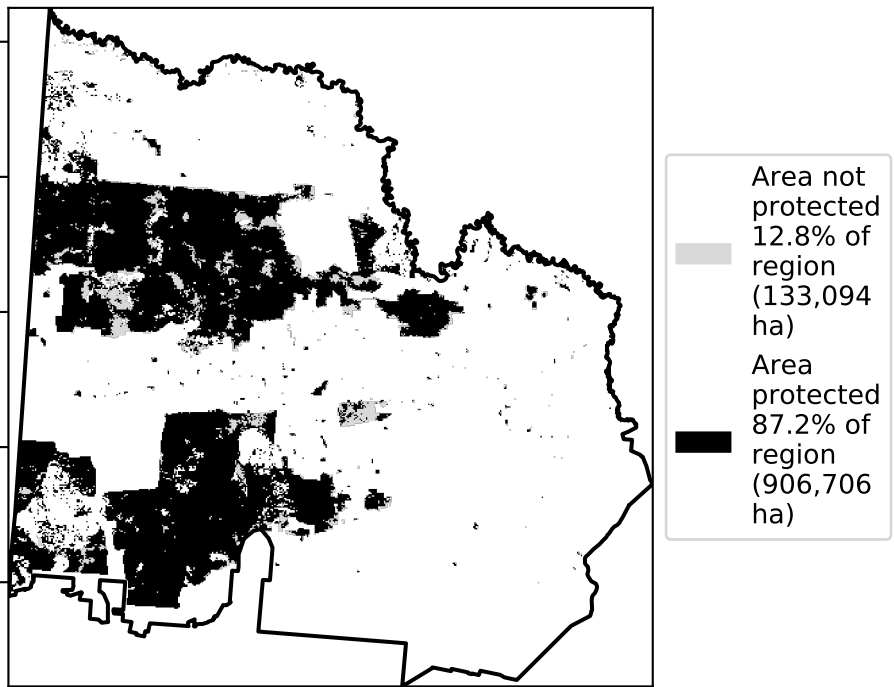 Area not
protected
12.8% of
region
(133,094
ha)
Area
protected
87.2% of
region
(906,706
ha)